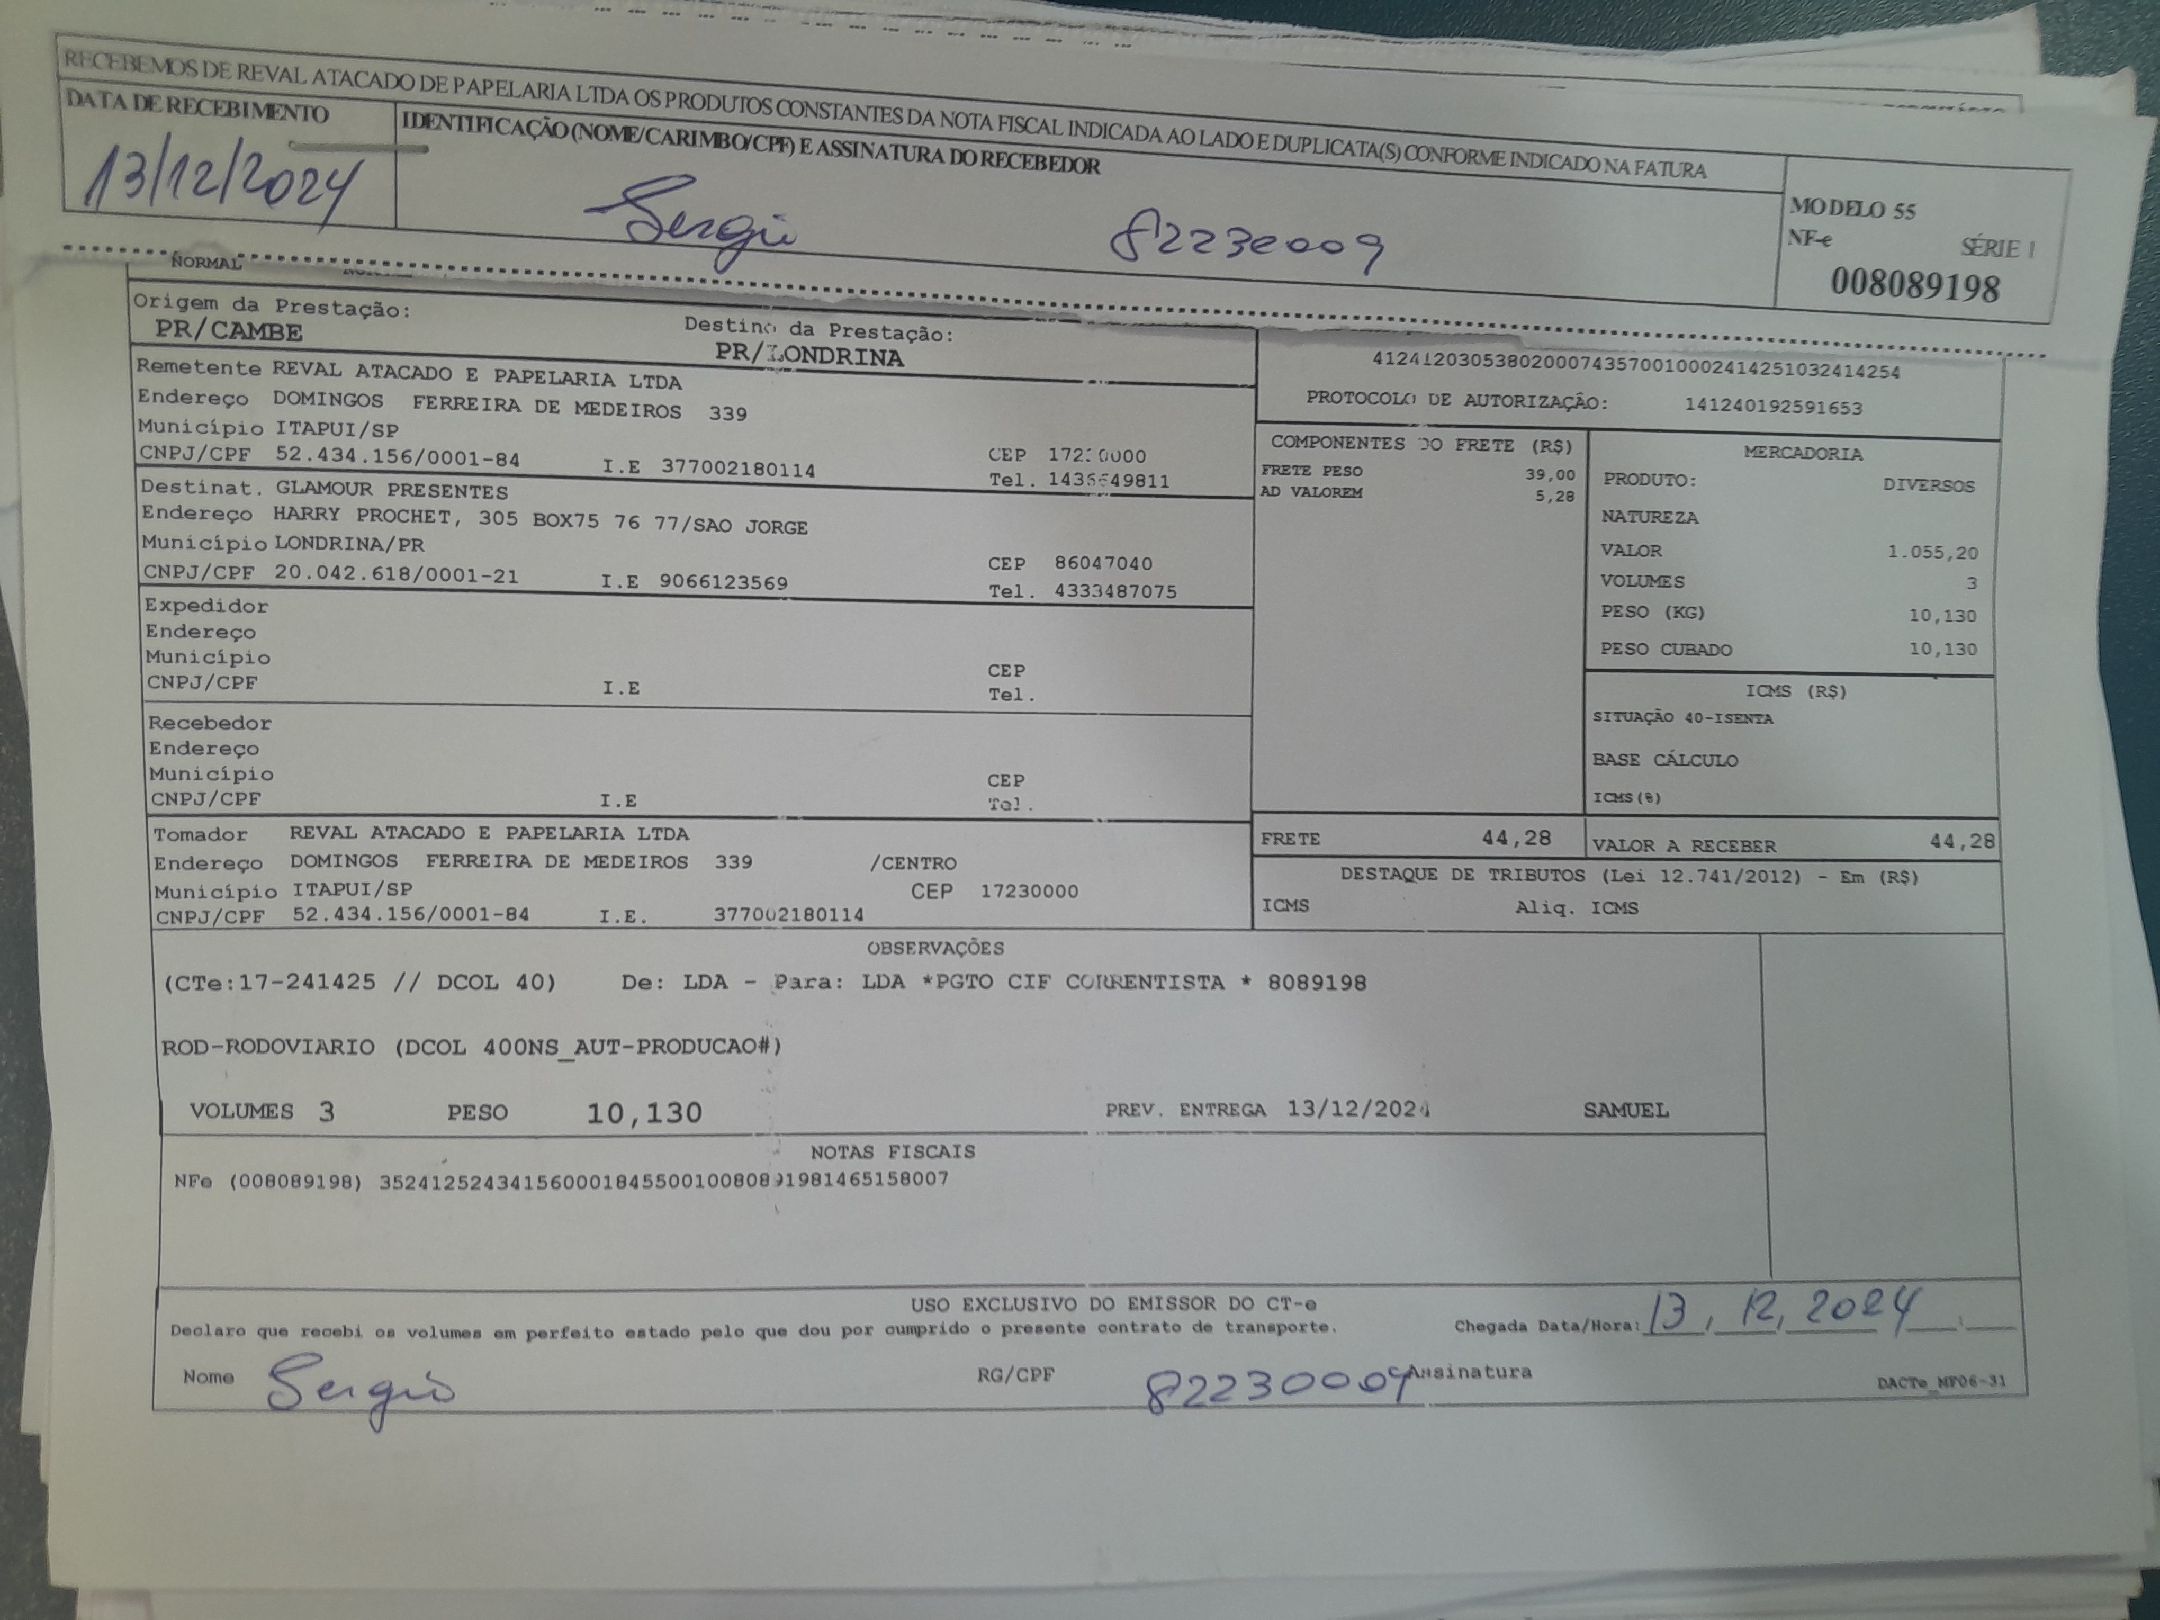 RECEBEMOS DE REVAL ATACADO DE PAPELARIA LTDA OS PRODUTOS CONSTANTES DA NOTA FISCAL INDICADA AO LADO E DUPLICATA(S) CONFORME INDICADO NA FATURA
DATA DE RECEBIMENTO
IDENTIFICAÇÃO (NOME/CARIMBO/CPF) E ASSINATURA DO RECEBEDOR
13/12/2024
Sergio
82230009
MODELO 55
NF-e SÉRIE 1
008089198
NORMAL
Origem da Prestação:
PR/CAMBE
Destino da Prestação:
PR/LONDRINA
Remetente REVAL ATACADO E PAPELARIA LTDA
Endereço DOMINGOS FERREIRA DE MEDEIROS 339
Município ITAPUI/SP
CEP 17230000
CNPJ/CPF 52.434.156/0001-84 I.E 377002180114
Tel.
Destinat. GLAMOUR PRESENTES
Endereço HARRY PROCHET, 305 BOX75 76 77/SAO JORGE
Município LONDRINA/PR
CEP 86047040
CNPJ/CPF 20.042.618/0001-21 I.E 9066123569
Tel. 4333487075
Expedidor
Endereço
Município
CEP
CNPJ/CPF I.E
Tel.
Recebedor
Endereço
Município
CEP
CNPJ/CPF I.E
Tel.
Tomador REVAL ATACADO E PAPELARIA LTDA
Endereço DOMINGOS FERREIRA DE MEDEIROS 339 /CENTRO
Município ITAPUI/SP CEP 17230000
CNPJ/CPF 52.434.156/0001-84 I.E. 377002180114
41241203053802000743570010002414251032414254
PROTOCOLO DE AUTORIZAÇÃO: 141240192591653
COMPONENTES DO FRETE (R$)
FRETE PESO 39,00
AD VALOREM 5,28
MERCADORIA
PRODUTO: DIVERSOS
NATUREZA
VALOR 1.055,20
VOLUMES 3
PESO (KG) 10,130
PESO CUBADO 10,130
ICMS (R$)
SITUAÇÃO 40-ISENTA
BASE CÁLCULO
ICMS(%)
FRETE 44,28
VALOR A RECEBER 44,28
DESTAQUE DE TRIBUTOS (Lei 12.741/2012) - Em (R$)
ICMS Aliq. ICMS
OBSERVAÇÕES
(CTe:17-241425 // DCOL 40) De: LDA - Para: LDA *PGTO CIF CORRENTISTA * 8089198
ROD-RODOVIARIO (DCOL 400NS_AUT-PRODUCAO#)
VOLUMES 3 PESO 10,130 PREV. ENTREGA 13/12/2024 SAMUEL
NOTAS FISCAIS
NFe (008089198) 35241252434156000184550010080891981465158007
USO EXCLUSIVO DO EMISSOR DO CT-e
Declaro que recebi os volumes em perfeito estado pelo que dou por cumprido o presente contrato de transporte.
Chegada Data/Hora: 13, 12, 2024
Nome Sergio RG/CPF 82230009 Assinatura
DACTe_NF06-31